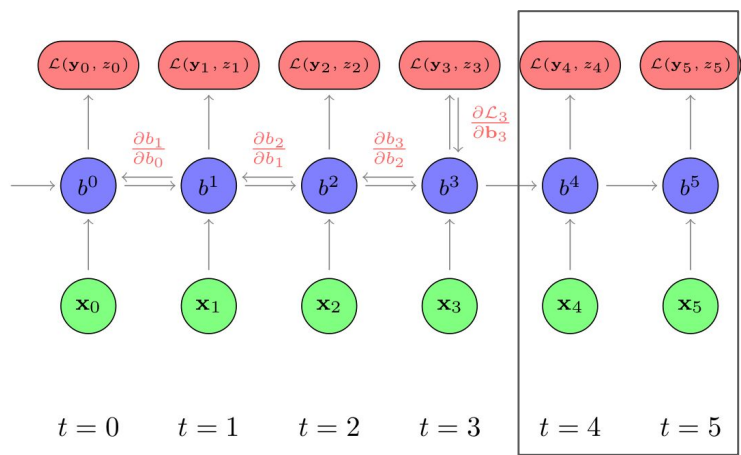 ℒ(𝐲₀, z₀) ℒ(𝐲₁, z₁) ℒ(𝐲₂, z₂) ℒ(𝐲₃, z₃) ℒ(𝐲₄, z₄) ℒ(𝐲₅, z₅)
∂b₁/∂b₀ ∂b₂/∂b₁ ∂b₃/∂b₂ ∂ℒ₃/∂𝐛₃
b⁰ b¹ b² b³ b⁴ b⁵
𝐱₀ 𝐱₁ 𝐱₂ 𝐱₃ 𝐱₄ 𝐱₅
t = 0 t = 1 t = 2 t = 3 t = 4 t = 5